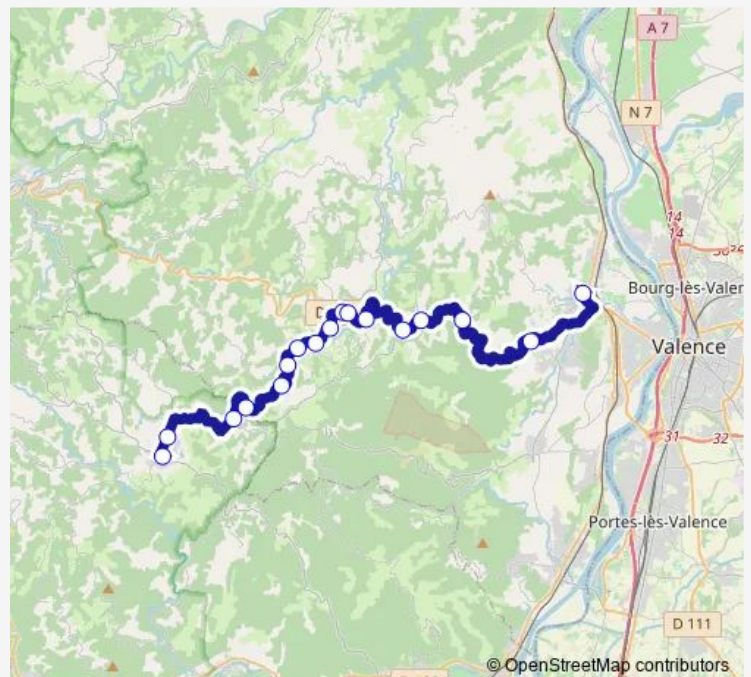 A 7
N 7
14
14
Bourg-lès-Valer
D
Valence
31
32
Portes-lès-Valence
D 111
© OpenStreetMap contributors